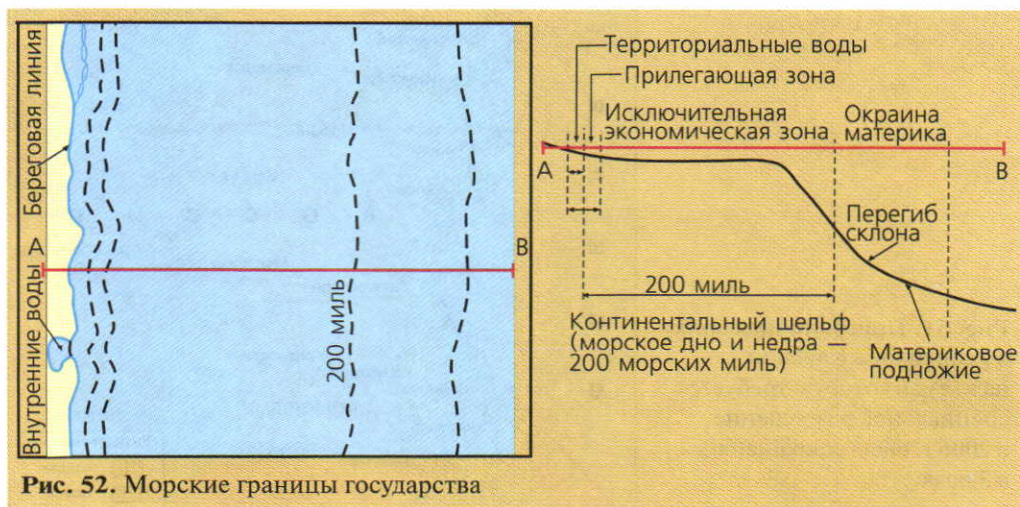 Береговая линия
Внутренние воды
А
В
200 миль
Территориальные воды
Прилегающая зона
Исключительная
экономическая зона
Окраина
материка
А
В
Перегиб
склона
200 миль
Континентальный шельф
(морское дно и недра —
200 морских миль)
Материковое
подножие
Рис. 52. Морские границы государства